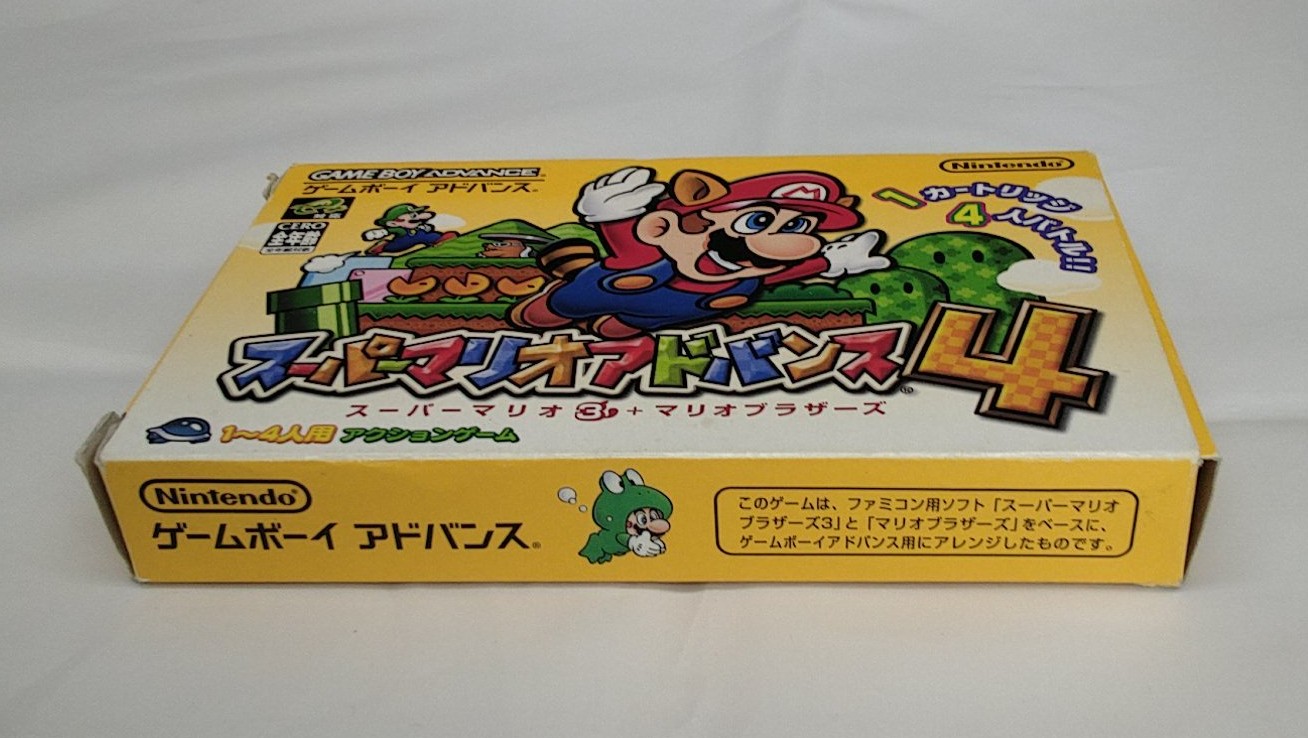 GAME BOY ADVANCE
ゲームボーイ アドバンス®
Nintendo®
対応
CERO
全年齢
1カートリッジ
4人バトル!!
M
スーパーマリオアドバンス4
スーパーマリオ3+マリオブラザーズ
1～4人用 アクションゲーム
Nintendo®
ゲームボーイ アドバンス®
このゲームは、ファミコン用ソフト「スーパーマリオ
ブラザーズ3」と「マリオブラザーズ」をベースに、
ゲームボーイアドバンス用にアレンジしたものです。